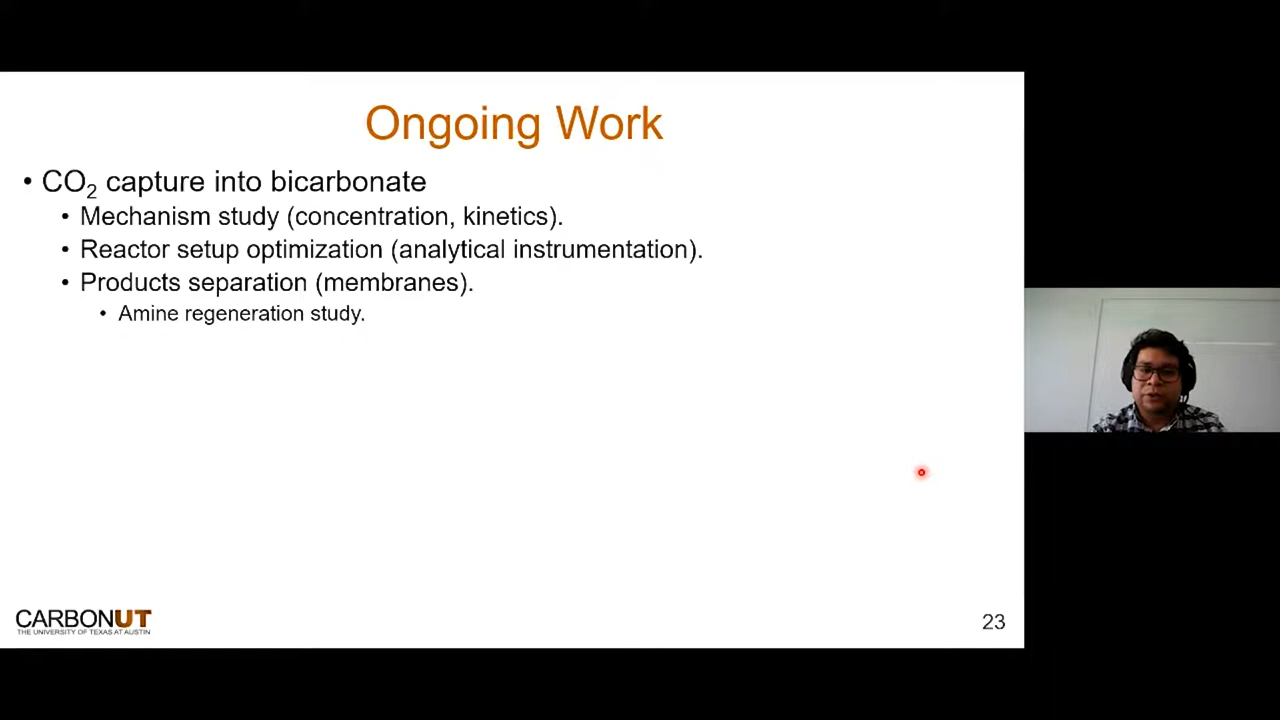 Ongoing Work
• CO₂ capture into bicarbonate
• Mechanism study (concentration, kinetics).
• Reactor setup optimization (analytical instrumentation).
• Products separation (membranes).
• Amine regeneration study.
CARBONUT
THE UNIVERSITY OF TEXAS AT AUSTIN
23